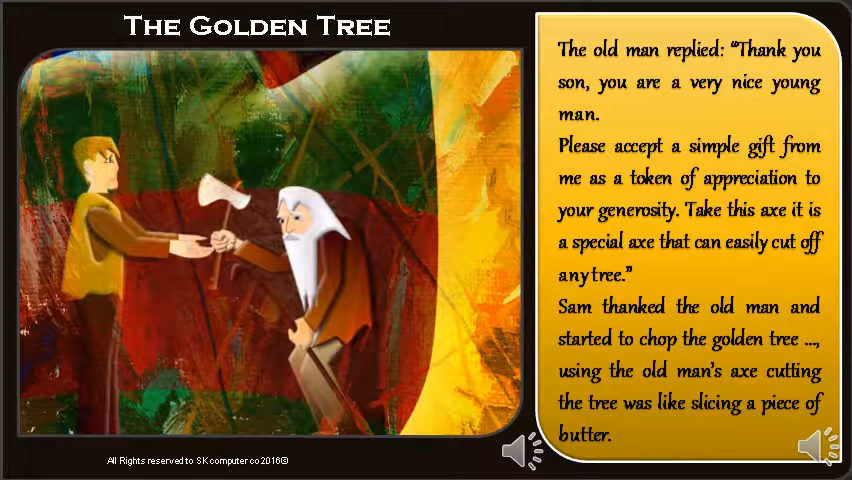 THE GOLDEN TREE
The old man replied: “Thank you
son, you are a very nice young
man.
Please accept a simple gift from
me as a token of appreciation to
your generosity. Take this axe it is
a special axe that can easily cut off
any tree.”
Sam thanked the old man and
started to chop the golden tree ...,
using the old man’s axe cutting
the tree was like slicing a piece of
butter.
All Rights reserved to SK computer co 2016©